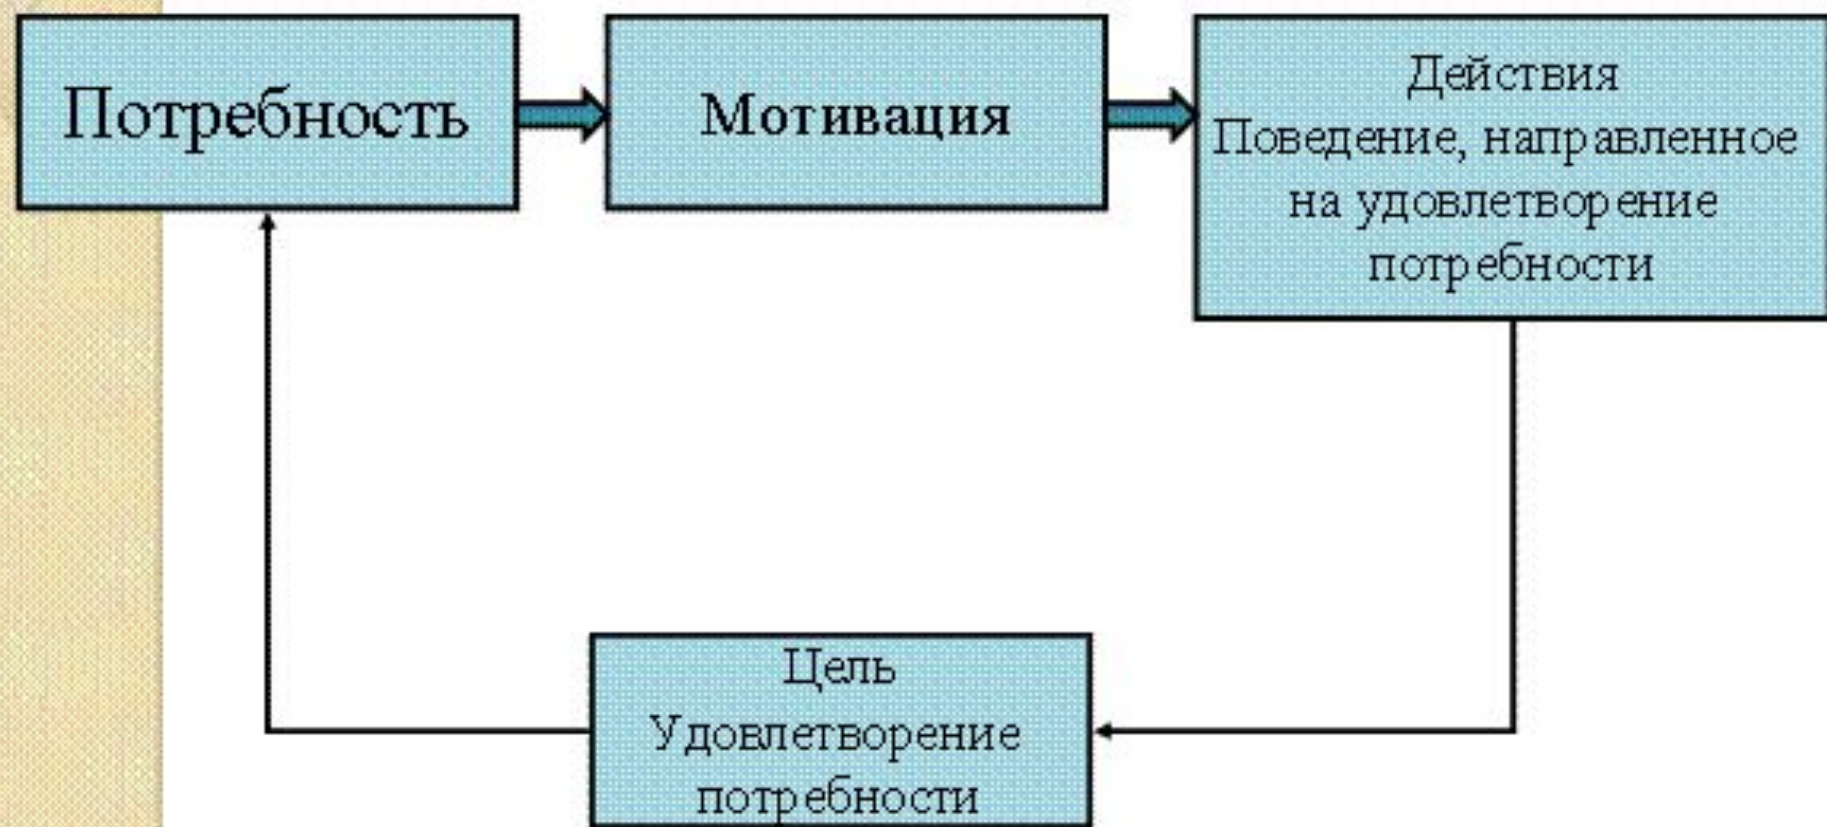 Потребность
Мотивация
Действия
Поведение, направленное
на удовлетворение
потребности
Цель
Удовлетворение
потребности